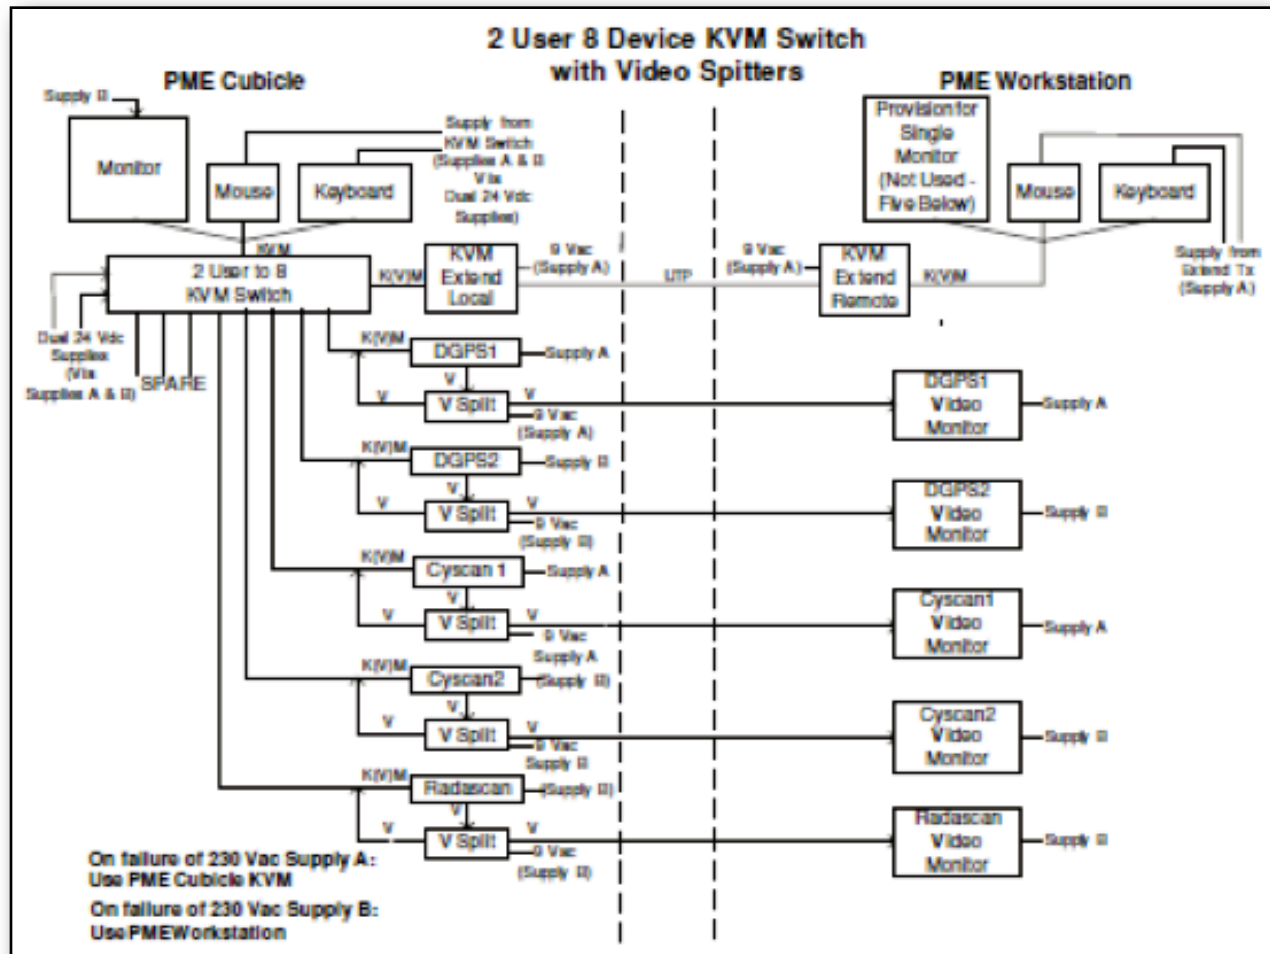 2 User 8 Device KVM Switch
with Video Spitters
PME Cubicle
PME Workstation
Supply B
Monitor
Mouse
Keyboard
Supply from
KVM Switch
(Supplies A & B
Via
Dual 24 Vdc
Supplies)
Provision for
Single
Monitor
(Not Used -
Five Below)
Mouse
Keyboard
KVM
2 User to 8
KVM Switch
K(V)M
KVM
Extend
Local
9 Vac
(Supply A)
UTP
9 Vac
(Supply A)
KVM
Extend
Remote
K(V)M
Supply from
Extend Tx
(Supply A)
Dual 24 Vdc
Supplies
(Via
Supplies A & B)
SPARE
K(V)M
DGPS1
Supply A
V
V
V Split
V
9 Vac
(Supply A)
DGPS1
Video
Monitor
Supply A
K(V)M
DGPS2
Supply B
V
V
V Split
V
9 Vac
(Supply B)
DGPS2
Video
Monitor
Supply B
K(V)M
Cyscan 1
Supply A
V
V
V Split
V
9 Vac
Supply A
Cyscan1
Video
Monitor
Supply A
K(V)M
Cyscan2
(Supply B)
V
V
V Split
V
9 Vac
Supply B
Cyscan2
Video
Monitor
Supply B
K(V)M
Radascan
(Supply B)
V
V
V Split
V
9 Vac
(Supply B)
Radascan
Video
Monitor
Supply B
On failure of 230 Vac Supply A:
Use PME Cubicle KVM
On failure of 230 Vac Supply B:
Use PMEWorkstation